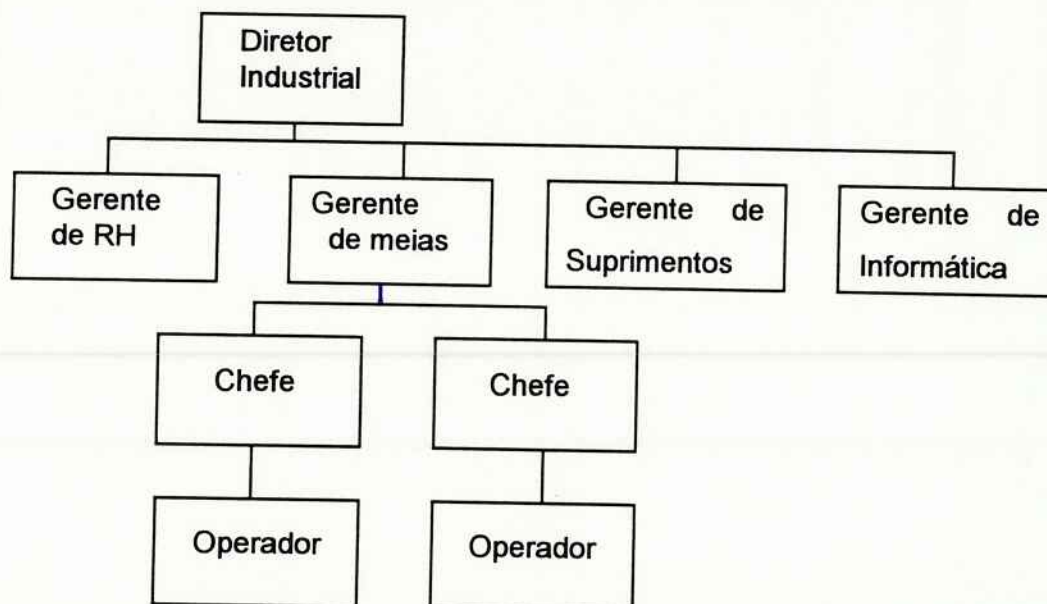 Diretor
Industrial
Gerente
de RH
Gerente
de meias
Gerente de
Suprimentos
Gerente de
Informática
Chefe
Chefe
Operador
Operador